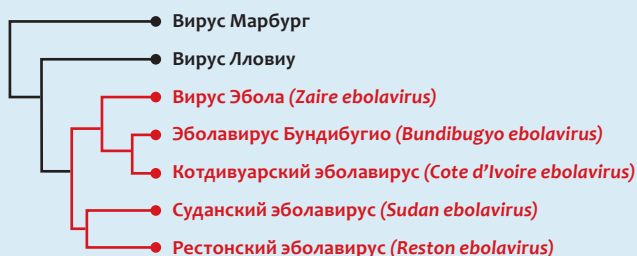 Вирус Марбург
Вирус Лловиу
Вирус Эбола (Zaire ebolavirus)
Эболавирус Бундибугио (Bundibugyo ebolavirus)
Котдивуарский эболавирус (Cote d'Ivoire ebolavirus)
Суданский эболавирус (Sudan ebolavirus)
Рестонский эболавирус (Reston ebolavirus)